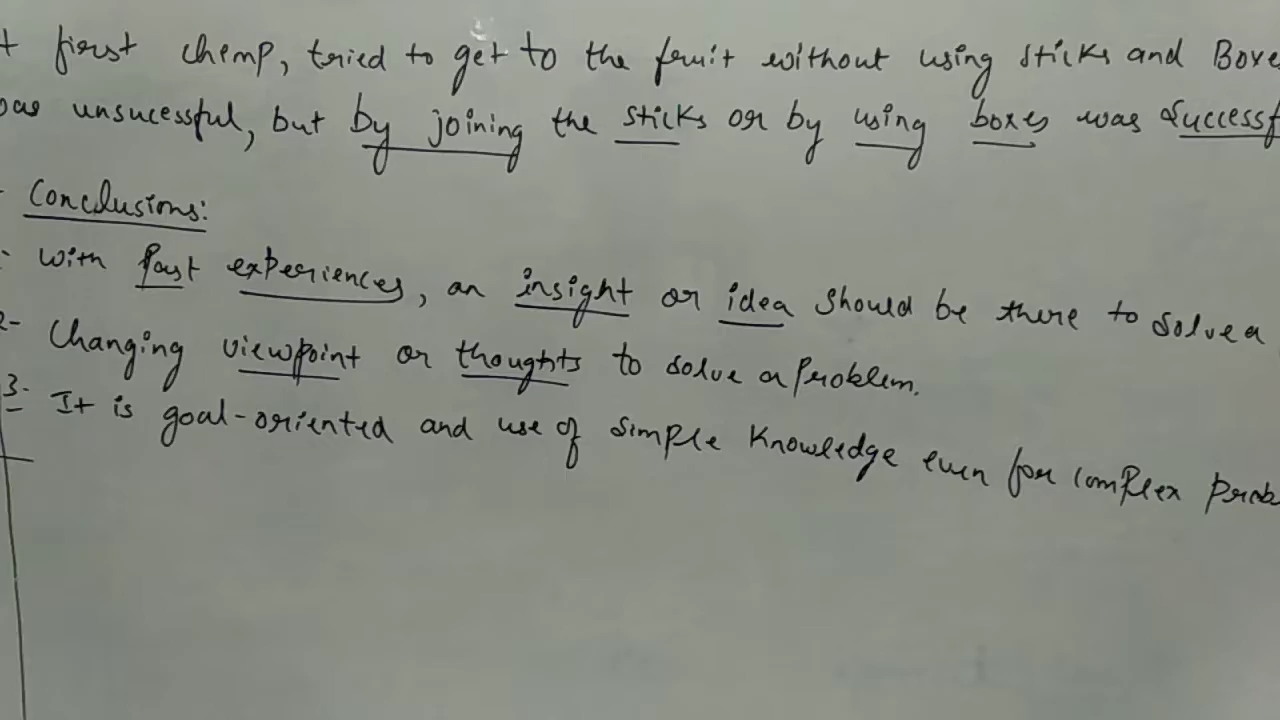 t first chimp, tried to get to the fruit without using sticks and Boxe
was unsucessful, but by joining the sticks or by using boxes was Successf
Conclusions:
with Past experiences, an insight or idea should be there to solve a
2- Changing viewpoint or thoughts to solve a Problem.
3- It is goal-oriented and use of simple knowledge even for complex prob